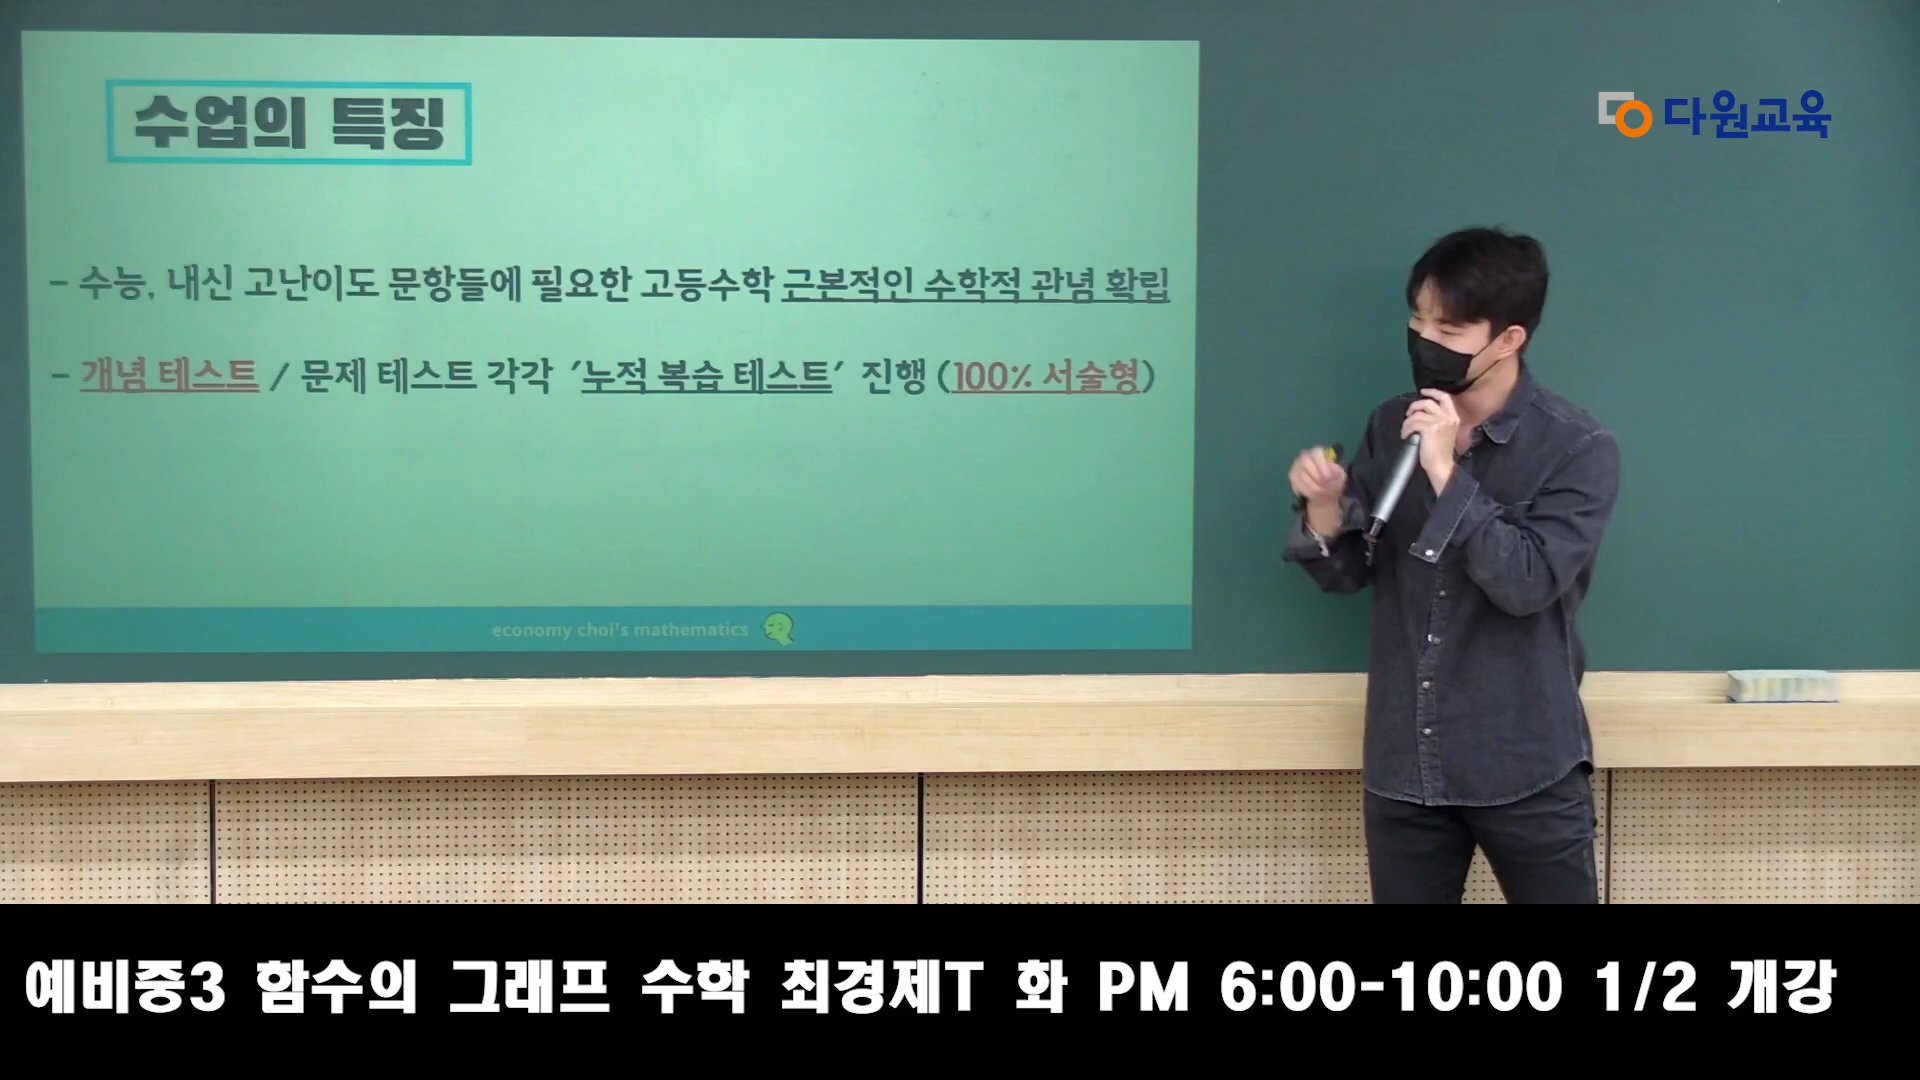 수업의 특징
다원교육
- 수능, 내신 고난이도 문항들에 필요한 고등수학 근본적인 수학적 관념 확립
- 개념 테스트 / 문제 테스트 각각 '누적 복습 테스트' 진행 (100% 서술형)
economy choi's mathematics
예비중3 함수의 그래프 수학 최경제T 화 PM 6:00-10:00 1/2 개강